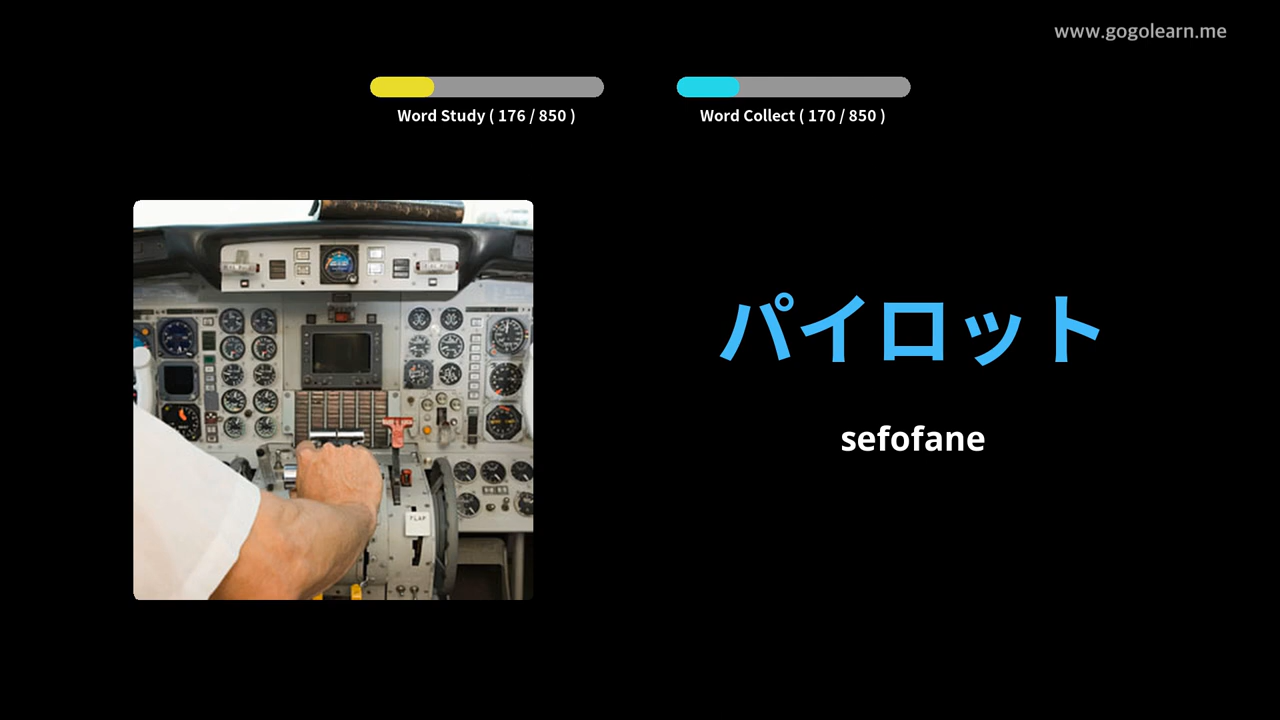 www.gogolearn.me
Word Study ( 176 / 850 )
Word Collect ( 170 / 850 )
パイロット
sefofane
FLAP